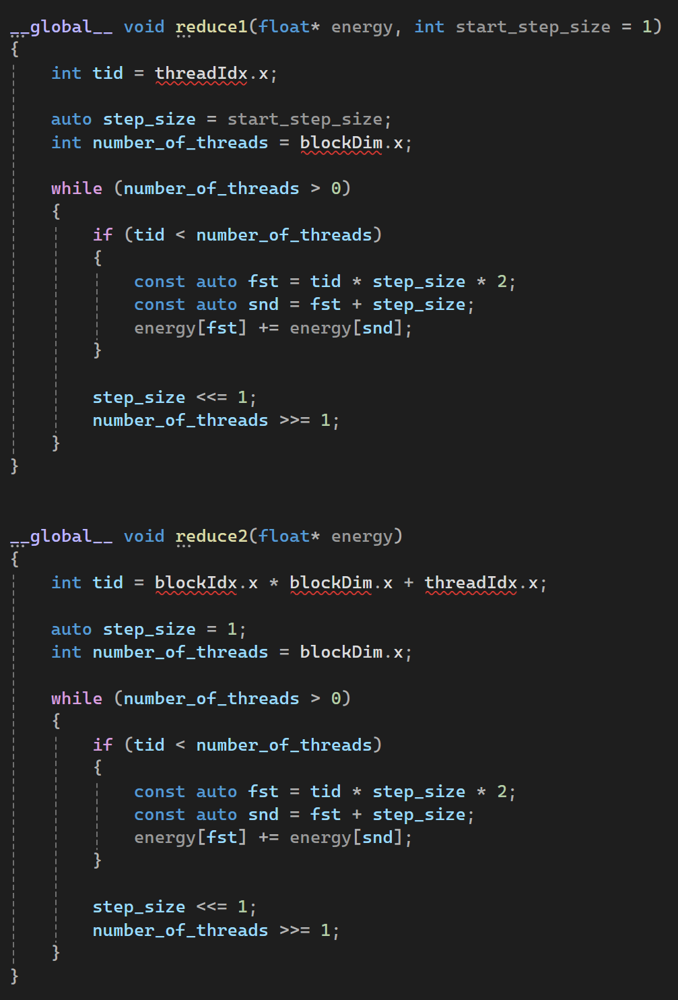 __global__ void reduce1(float* energy, int start_step_size = 1)
{
    int tid = threadIdx.x;

    auto step_size = start_step_size;
    int number_of_threads = blockDim.x;

    while (number_of_threads > 0)
    {
        if (tid < number_of_threads)
        {
            const auto fst = tid * step_size * 2;
            const auto snd = fst + step_size;
            energy[fst] += energy[snd];
        }

        step_size <<= 1;
        number_of_threads >>= 1;
    }
}

__global__ void reduce2(float* energy)
{
    int tid = blockIdx.x * blockDim.x + threadIdx.x;

    auto step_size = 1;
    int number_of_threads = blockDim.x;

    while (number_of_threads > 0)
    {
        if (tid < number_of_threads)
        {
            const auto fst = tid * step_size * 2;
            const auto snd = fst + step_size;
            energy[fst] += energy[snd];
        }

        step_size <<= 1;
        number_of_threads >>= 1;
    }
}